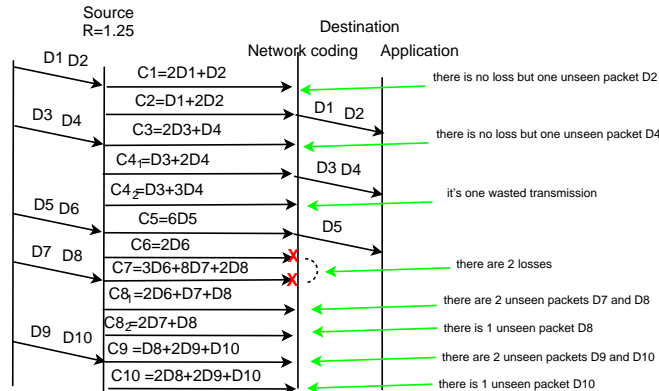 Source
R=1.25
Destination
Network coding
Application
D1 D2
C1=2D1+D2
there is no loss but one unseen packet D2
C2=D1+2D2
D1 D2
D3 D4
C3=2D3+D4
there is no loss but one unseen packet D4
C4₁=D3+2D4
D3 D4
C4₂=D3+3D4
it's one wasted transmission
D5 D6
C5=6D5
D5
C6=2D6
X
D7 D8
C7=3D6+8D7+2D8
X
there are 2 losses
C8₁=2D6+D7+D8
there are 2 unseen packets D7 and D8
C8₂=2D7+D8
there is 1 unseen packet D8
D9 D10
C9 =D8+2D9+D10
there are 2 unseen packets D9 and D10
C10 =2D8+2D9+D10
there is 1 unseen packet D10